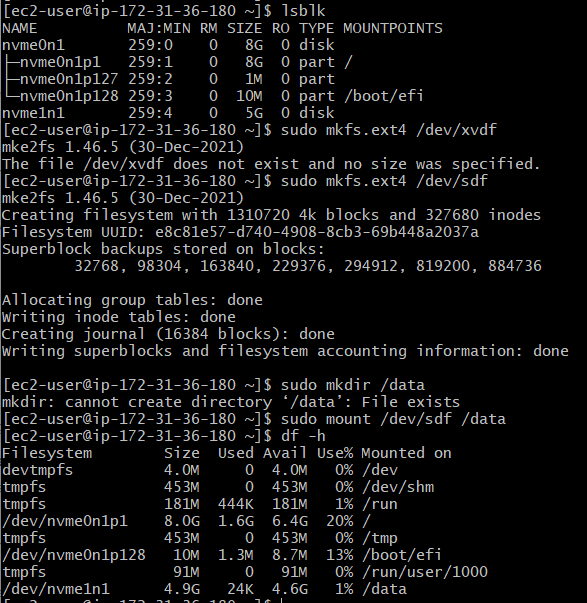 [ec2-user@ip-172-31-36-180 ~]$ lsblk
NAME          MAJ:MIN RM SIZE RO TYPE MOUNTPOINTS
nvme0n1       259:0    0   8G  0 disk
├─nvme0n1p1   259:1    0   8G  0 part /
├─nvme0n1p127 259:2    0   1M  0 part
└─nvme0n1p128 259:3    0  10M  0 part /boot/efi
nvme1n1       259:4    0   5G  0 disk
[ec2-user@ip-172-31-36-180 ~]$ sudo mkfs.ext4 /dev/xvdf
mke2fs 1.46.5 (30-Dec-2021)
The file /dev/xvdf does not exist and no size was specified.
[ec2-user@ip-172-31-36-180 ~]$ sudo mkfs.ext4 /dev/sdf
mke2fs 1.46.5 (30-Dec-2021)
Creating filesystem with 1310720 4k blocks and 327680 inodes
Filesystem UUID: e8c81e57-d740-4908-8cb3-69b448a2037a
Superblock backups stored on blocks:
        32768, 98304, 163840, 229376, 294912, 819200, 884736

Allocating group tables: done
Writing inode tables: done
Creating journal (16384 blocks): done
Writing superblocks and filesystem accounting information: done

[ec2-user@ip-172-31-36-180 ~]$ sudo mkdir /data
mkdir: cannot create directory ‘/data’: File exists
[ec2-user@ip-172-31-36-180 ~]$ sudo mount /dev/sdf /data
[ec2-user@ip-172-31-36-180 ~]$ df -h
Filesystem        Size  Used Avail Use% Mounted on
devtmpfs          4.0M     0  4.0M   0% /dev
tmpfs             453M     0  453M   0% /dev/shm
tmpfs             181M  444K  181M   1% /run
/dev/nvme0n1p1    8.0G  1.6G  6.4G  20% /
tmpfs             453M     0  453M   0% /tmp
/dev/nvme0n1p128   10M  1.3M  8.7M  13% /boot/efi
tmpfs              91M     0   91M   0% /run/user/1000
/dev/nvme1n1      4.9G   24K  4.6G   1% /data